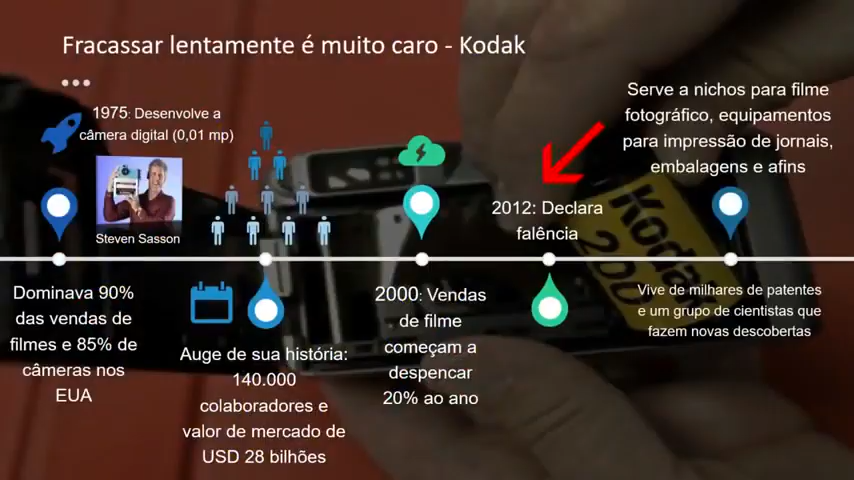 Fracassar lentamente é muito caro - Kodak
1975: Desenvolve a
câmera digital (0,01 mp)
Steven Sasson
Dominava 90%
das vendas de
filmes e 85% de
câmeras nos
EUA
Auge de sua história:
140.000
colaboradores e
valor de mercado de
USD 28 bilhões
2000: Vendas
de filme
começam a
despencar
20% ao ano
2012: Declara
falência
Serve a nichos para filme
fotográfico, equipamentos
para impressão de jornais,
embalagens e afins
Kodak
200
Vive de milhares de patentes
e um grupo de cientistas que
fazem novas descobertas